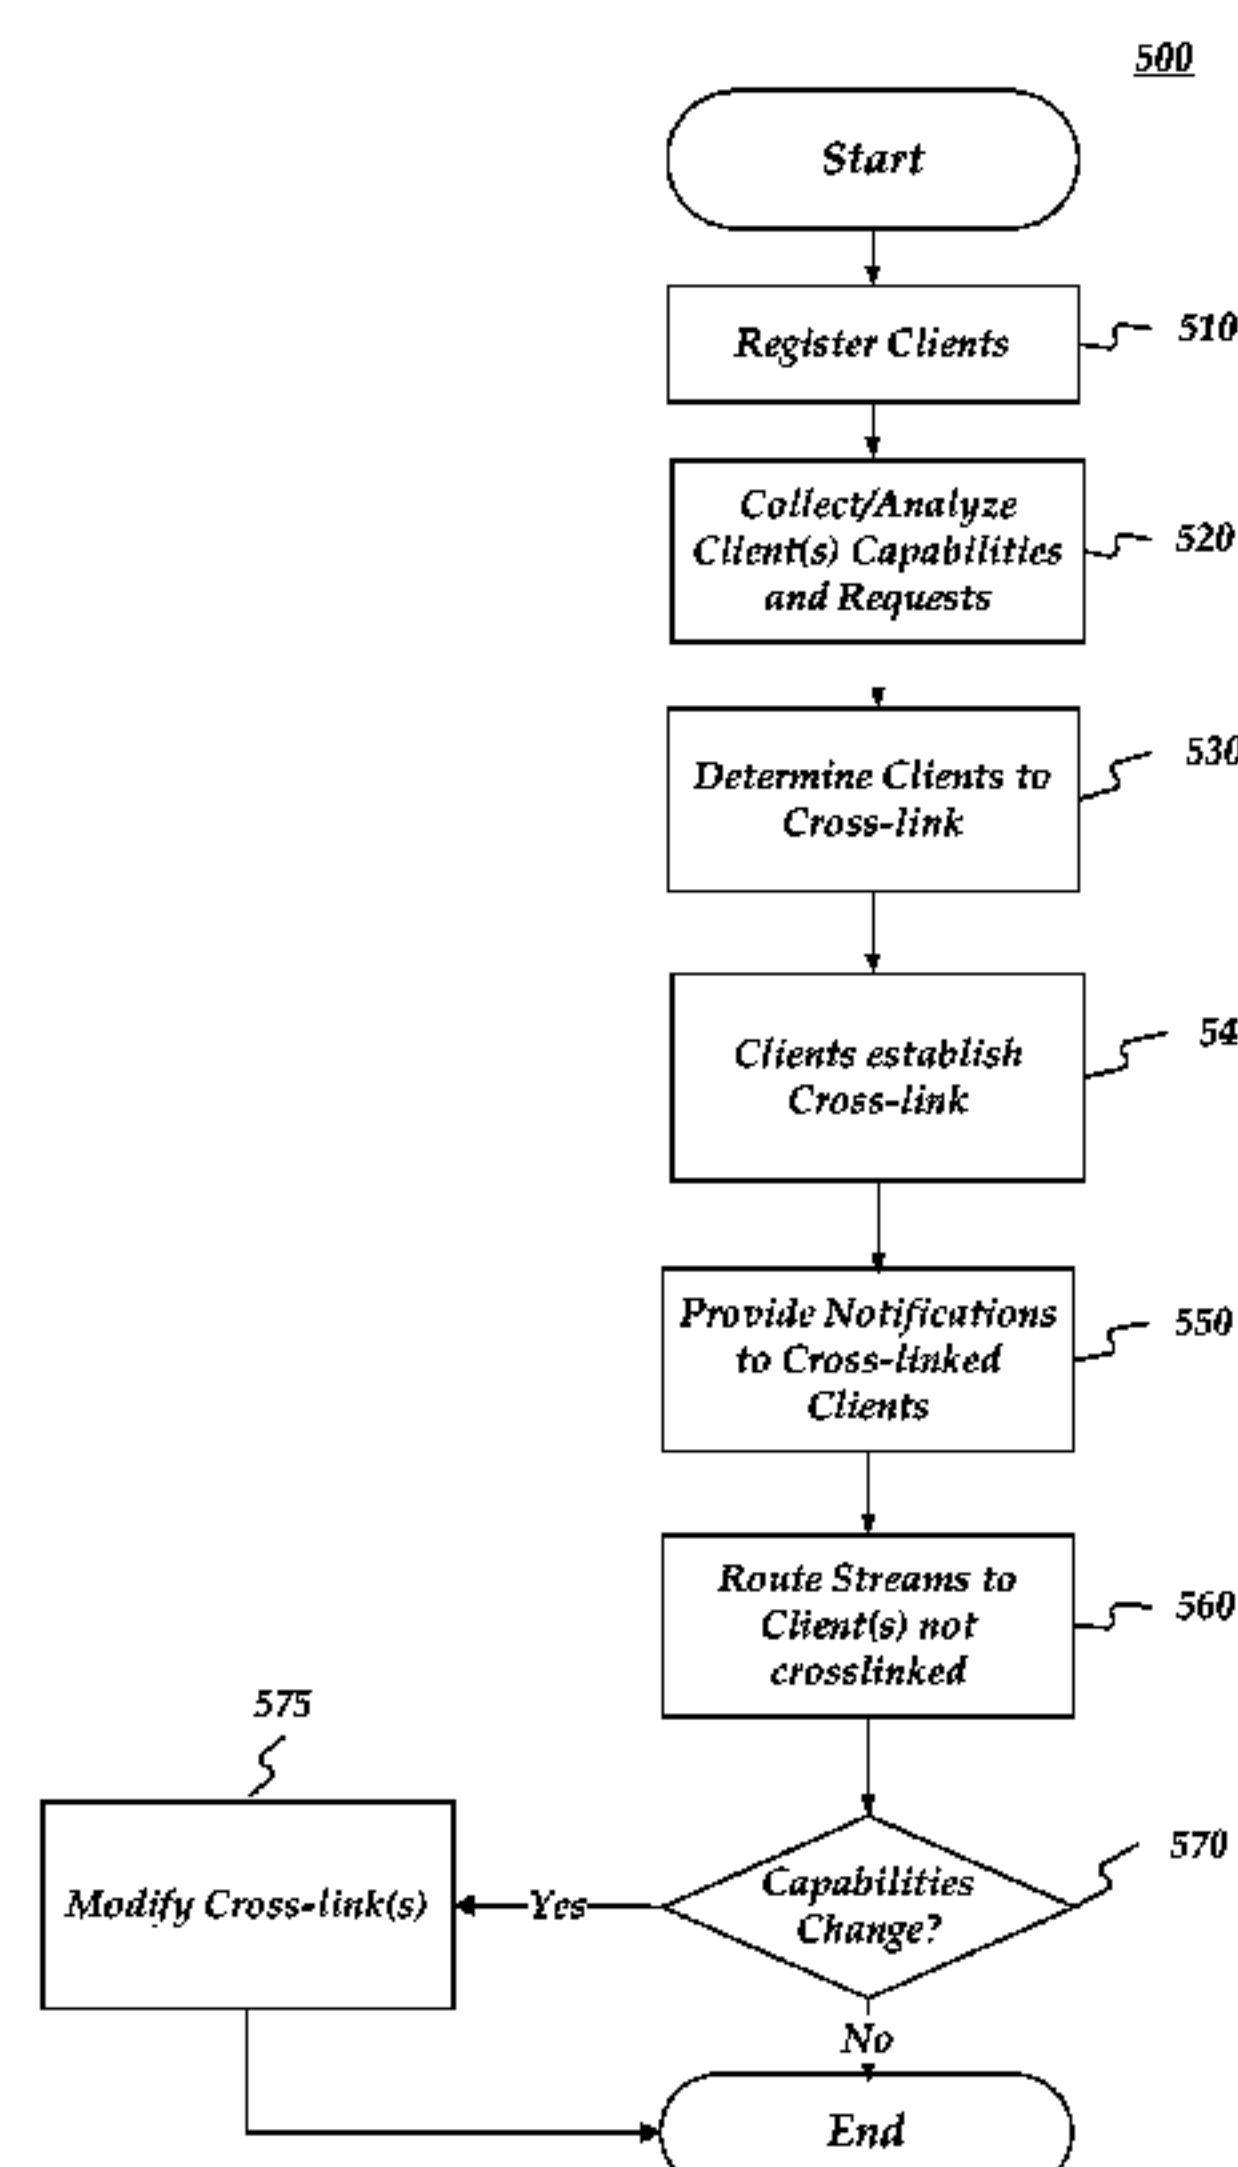 500
Start
Register Clients
510
Collect/Analyze
Client(s) Capabilities
and Requests
520
Determine Clients to
Cross-link
530
Clients establish
Cross-link
54
Provide Notifications
to Cross-linked
Clients
550
Route Streams to
Client(s) not
crosslinked
560
575
Modify Cross-link(s)
Yes
Capabilities
Change?
570
No
End